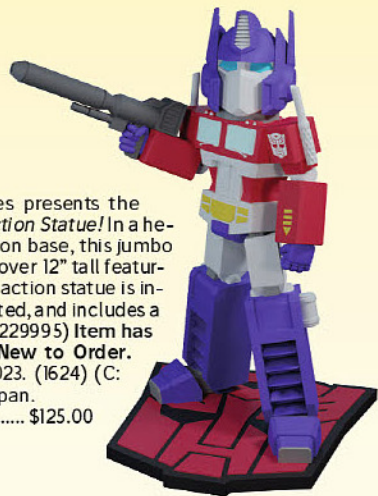 es presents the
ction Statue! In a he-
on base, this jumbo
over 12" tall featur-
action statue is in-
ted, and includes a
229995) Item has
New to Order.
023. (1624) (C:
pan.
..... $125.00